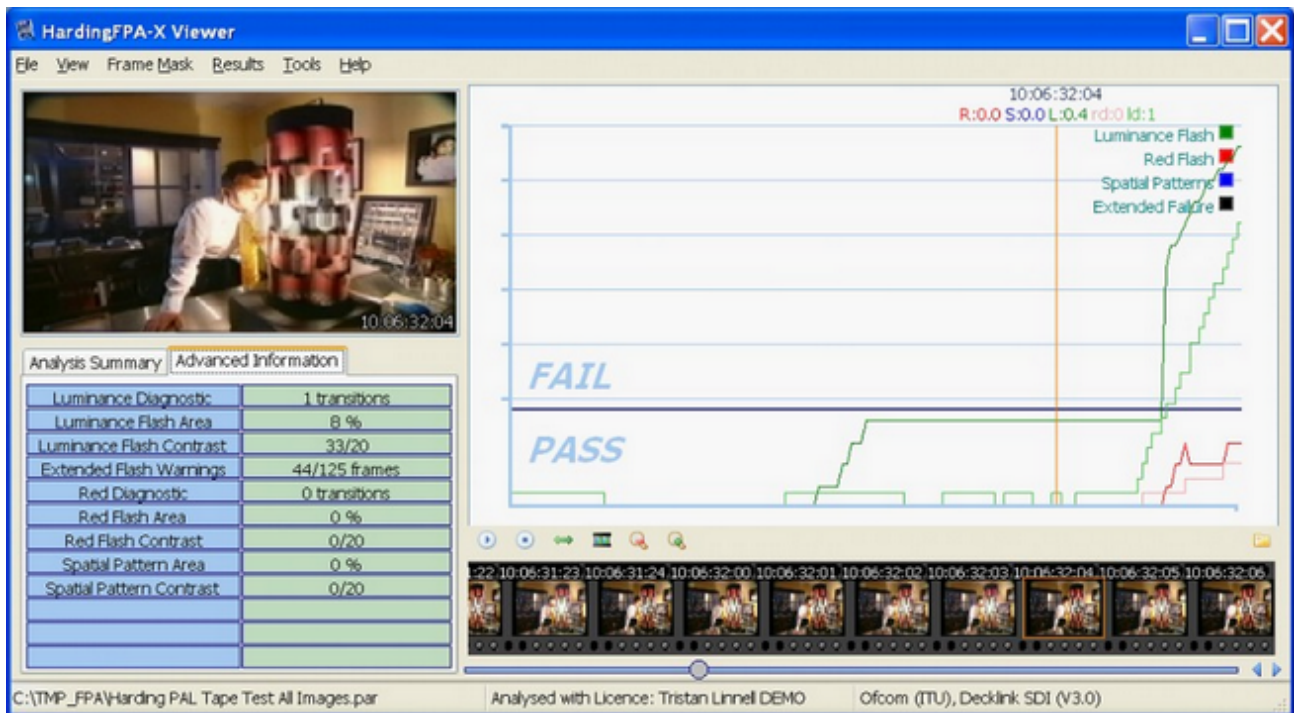 HardingFPA-X Viewer
File View Frame Mask Results Tools Help
10:06:32:04
Analysis Summary Advanced Information
Luminance Diagnostic 1 transitions
Luminance Flash Area 8 %
Luminance Flash Contrast 33/20
Extended Flash Warnings 44/125 frames
Red Diagnostic 0 transitions
Red Flash Area 0 %
Red Flash Contrast 0/20
Spatial Pattern Area 0 %
Spatial Pattern Contrast 0/20
10:06:32:04
R:0.0 S:0.0 L:0.4 rd:0 ld:1
Luminance Flash
Red Flash
Spatial Patterns
Extended Failure
FAIL
PASS
1:22 10:06:31:23 10:06:31:24 10:06:32:00 10:06:32:01 10:06:32:02 10:06:32:03 10:06:32:04 10:06:32:05 10:06:32:06
C:\TMP_FPA\Harding PAL Tape Test All Images.par Analysed with Licence: Tristan Linnell DEMO Ofcom (ITU), Decklink SDI (V3.0)